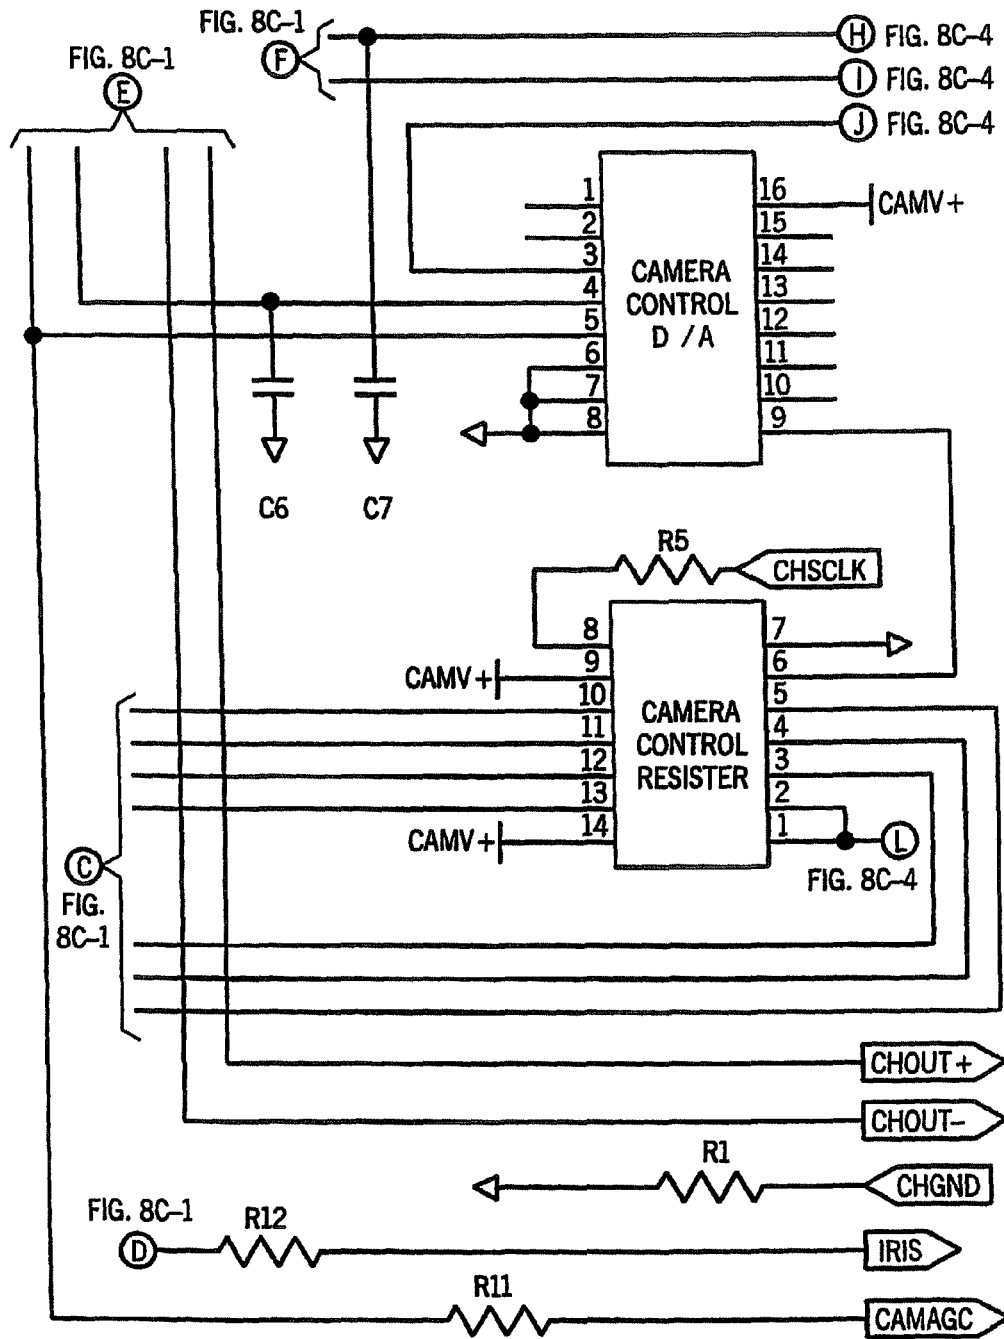 FIG. 8C-1
F
H FIG. 8C-4
FIG. 8C-1
E
I FIG. 8C-4
J FIG. 8C-4
1
2
3
4
5
6
7
8
CAMERA
CONTROL
D /A
16
15
14
13
12
11
10
9
CAMV+
C6
C7
R5
CHSCLK
8
9
10
11
12
13
14
CAMV+
CAMV+
CAMERA
CONTROL
RESISTER
7
6
5
4
3
2
1
L
FIG. 8C-4
C
FIG.
8C-1
CHOUT+
CHOUT-
R1
CHGND
FIG. 8C-1
D
R12
IRIS
R11
CAMAGC